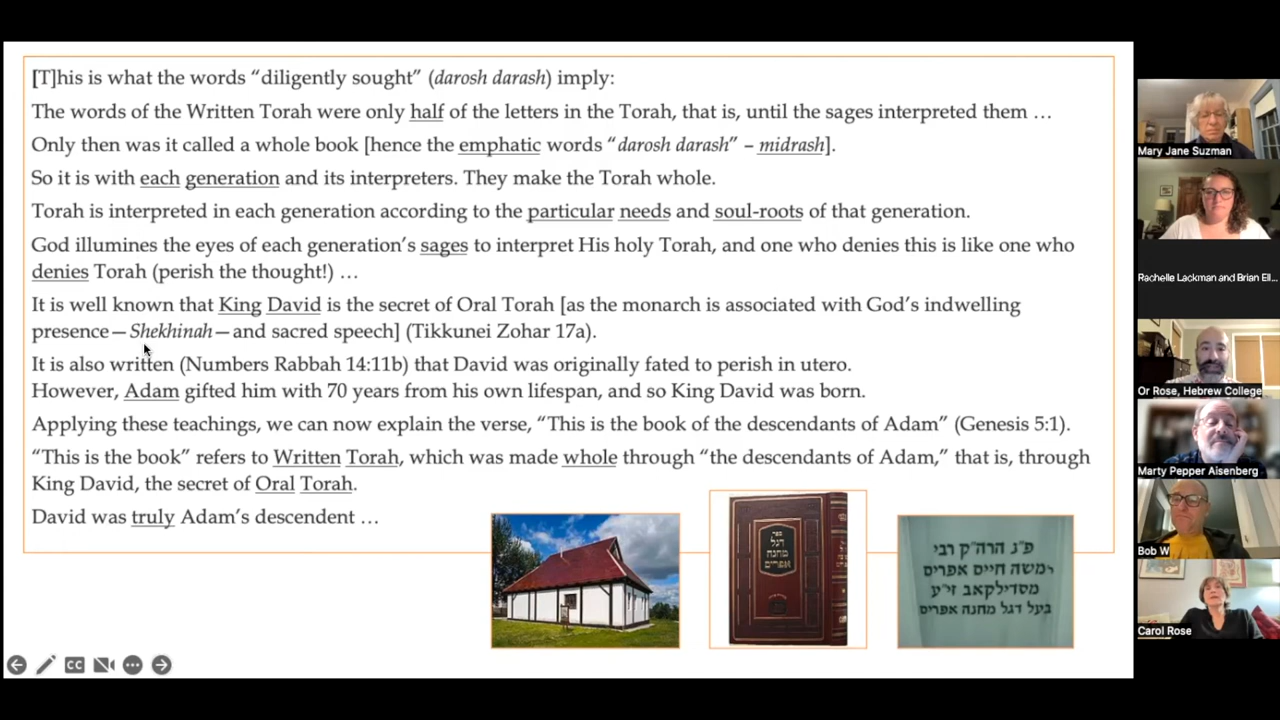 [T]his is what the words “diligently sought” (darosh darash) imply:
The words of the Written Torah were only half of the letters in the Torah, that is, until the sages interpreted them …
Only then was it called a whole book [hence the emphatic words “darosh darash” – midrash].
So it is with each generation and its interpreters. They make the Torah whole.
Torah is interpreted in each generation according to the particular needs and soul-roots of that generation.
God illumines the eyes of each generation’s sages to interpret His holy Torah, and one who denies this is like one who
denies Torah (perish the thought!) …
It is well known that King David is the secret of Oral Torah [as the monarch is associated with God’s indwelling
presence—Shekhinah—and sacred speech] (Tikkunei Zohar 17a).
It is also written (Numbers Rabbah 14:11b) that David was originally fated to perish in utero.
However, Adam gifted him with 70 years from his own lifespan, and so King David was born.
Applying these teachings, we can now explain the verse, “This is the book of the descendants of Adam” (Genesis 5:1).
“This is the book” refers to Written Torah, which was made whole through “the descendants of Adam,” that is, through
King David, the secret of Oral Torah.
David was truly Adam’s descendent …
ספר
דגל
מחנה
אפרים
פ"נ הרה"ק רבי
משה חיים אפרים
מסדילקאב זי"ע
בעל דגל מחנה אפרים
CC
Mary Jane Suzman
Rachelle Lackman and Brian Ell...
Or Rose, Hebrew College
Marty Pepper Aisenberg
Bob W
Carol Rose